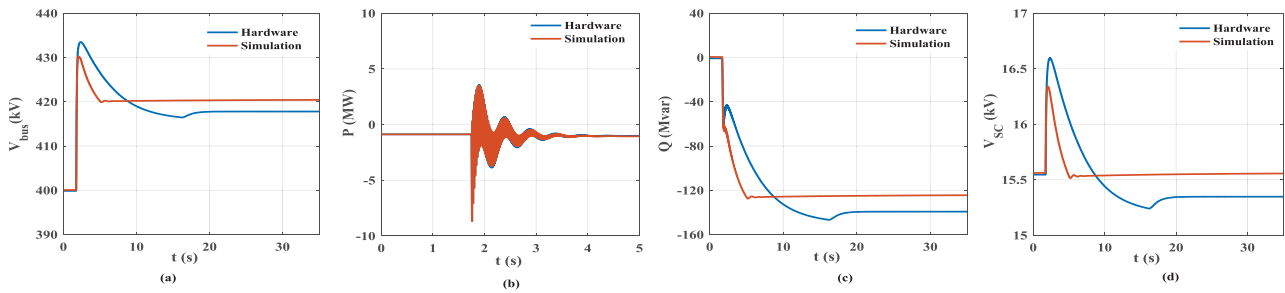 440
430
420
410
400
390
V_bus (kV)
Hardware
Simulation
0
10
20
30
t (s)
(a)
10
5
0
-5
-10
P (MW)
Hardware
Simulation
0
1
2
3
4
5
t (s)
(b)
0
-40
-80
-120
-160
Q (Mvar)
Hardware
Simulation
0
10
20
30
t (s)
(c)
17
16.5
16
15.5
15
V_SC (kV)
Hardware
Simulation
0
10
20
30
t (s)
(d)